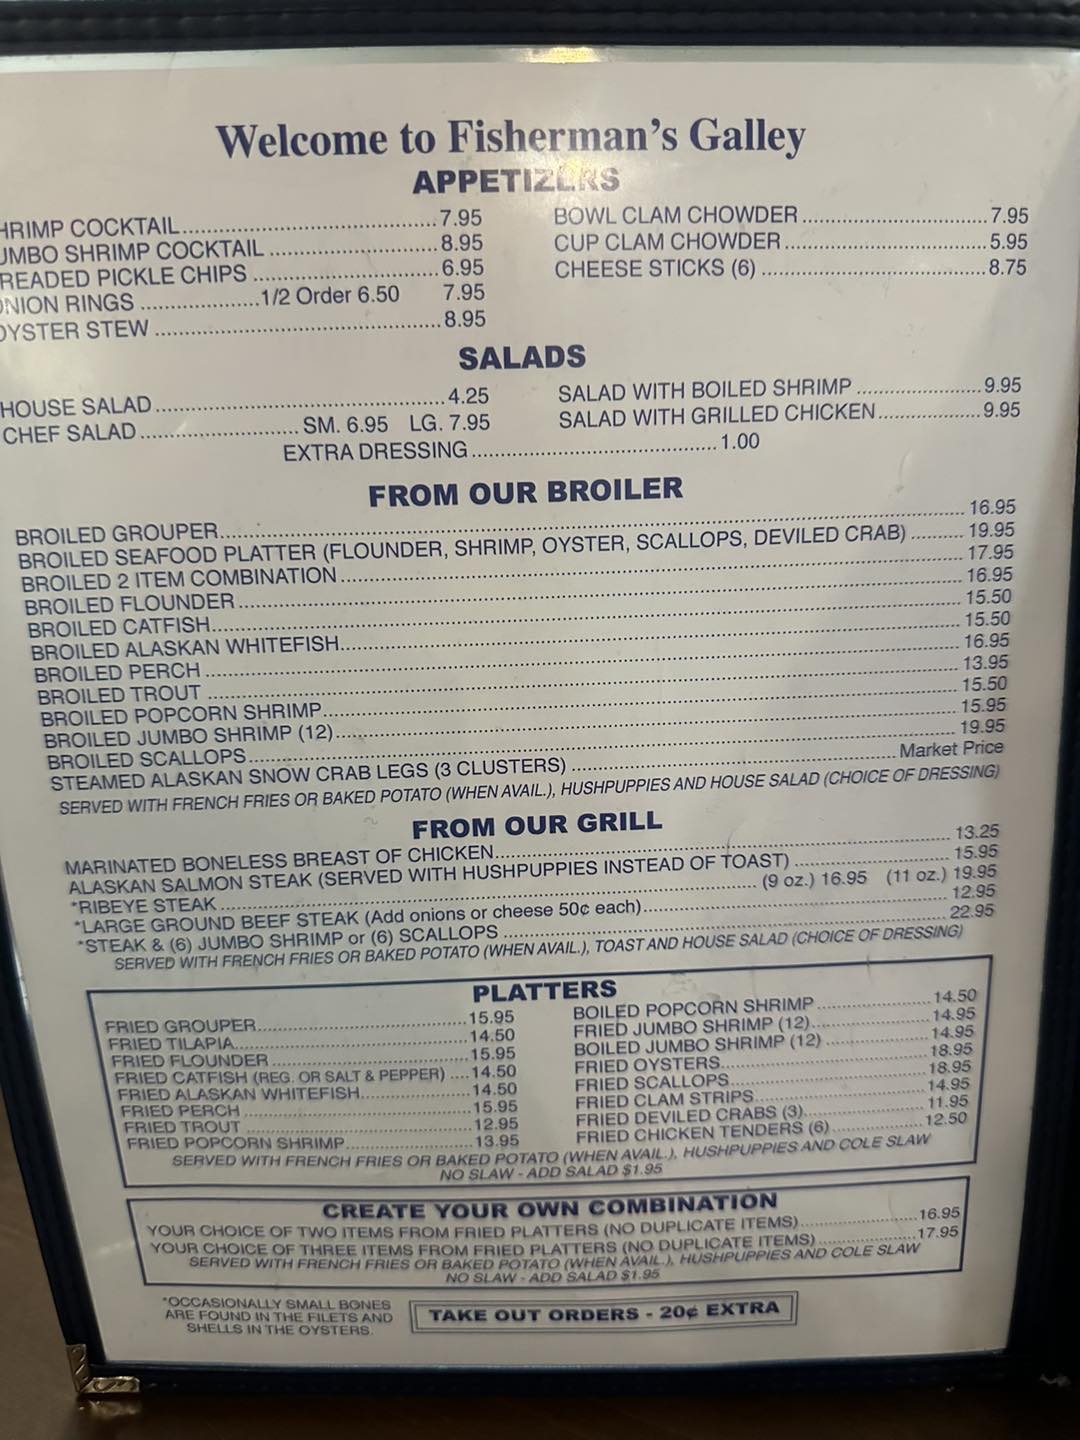 Welcome to Fisherman's Galley
APPETIZERS
HRIMP COCKTAIL 7.95
UMBO SHRIMP COCKTAIL 8.95
READED PICKLE CHIPS 6.95
ONION RINGS 1/2 Order 6.50 7.95
OYSTER STEW 8.95
BOWL CLAM CHOWDER 7.95
CUP CLAM CHOWDER 5.95
CHEESE STICKS (6) 8.75
SALADS
HOUSE SALAD 4.25
CHEF SALAD SM. 6.95 LG. 7.95
SALAD WITH BOILED SHRIMP 9.95
SALAD WITH GRILLED CHICKEN 9.95
EXTRA DRESSING 1.00
FROM OUR BROILER
BROILED GROUPER 16.95
BROILED SEAFOOD PLATTER (FLOUNDER, SHRIMP, OYSTER, SCALLOPS, DEVILED CRAB) 19.95
BROILED 2 ITEM COMBINATION 17.95
BROILED FLOUNDER 16.95
BROILED CATFISH 15.50
BROILED ALASKAN WHITEFISH 15.50
BROILED PERCH 16.95
BROILED TROUT 13.95
BROILED POPCORN SHRIMP 15.50
BROILED JUMBO SHRIMP (12) 15.95
BROILED SCALLOPS 19.95
STEAMED ALASKAN SNOW CRAB LEGS (3 CLUSTERS) Market Price
SERVED WITH FRENCH FRIES OR BAKED POTATO (WHEN AVAIL.), HUSHPUPPIES AND HOUSE SALAD (CHOICE OF DRESSING)
FROM OUR GRILL
MARINATED BONELESS BREAST OF CHICKEN 13.25
ALASKAN SALMON STEAK (SERVED WITH HUSHPUPPIES INSTEAD OF TOAST) 15.95
*RIBEYE STEAK (9 oz.) 16.95 (11 oz.) 19.95
*LARGE GROUND BEEF STEAK (Add onions or cheese 50¢ each) 12.95
*STEAK & (6) JUMBO SHRIMP or (6) SCALLOPS 22.95
SERVED WITH FRENCH FRIES OR BAKED POTATO (WHEN AVAIL.), TOAST AND HOUSE SALAD (CHOICE OF DRESSING)
PLATTERS
FRIED GROUPER 15.95
FRIED TILAPIA 14.50
FRIED FLOUNDER 15.95
FRIED CATFISH (REG. OR SALT & PEPPER) 14.50
FRIED ALASKAN WHITEFISH 14.50
FRIED PERCH 15.95
FRIED TROUT 12.95
FRIED POPCORN SHRIMP 13.95
BOILED POPCORN SHRIMP 14.50
FRIED JUMBO SHRIMP (12) 14.95
BOILED JUMBO SHRIMP (12) 14.95
FRIED OYSTERS 18.95
FRIED SCALLOPS 18.95
FRIED CLAM STRIPS 14.95
FRIED DEVILED CRABS (3) 11.95
FRIED CHICKEN TENDERS (6) 12.50
SERVED WITH FRENCH FRIES OR BAKED POTATO (WHEN AVAIL.), HUSHPUPPIES AND COLE SLAW
NO SLAW - ADD SALAD $1.95
CREATE YOUR OWN COMBINATION
YOUR CHOICE OF TWO ITEMS FROM FRIED PLATTERS (NO DUPLICATE ITEMS) 16.95
YOUR CHOICE OF THREE ITEMS FROM FRIED PLATTERS (NO DUPLICATE ITEMS) 17.95
SERVED WITH FRENCH FRIES OR BAKED POTATO (WHEN AVAIL.), HUSHPUPPIES AND COLE SLAW
NO SLAW - ADD SALAD $1.95
*OCCASIONALLY SMALL BONES
ARE FOUND IN THE FILETS AND
SHELLS IN THE OYSTERS.
TAKE OUT ORDERS - 20¢ EXTRA